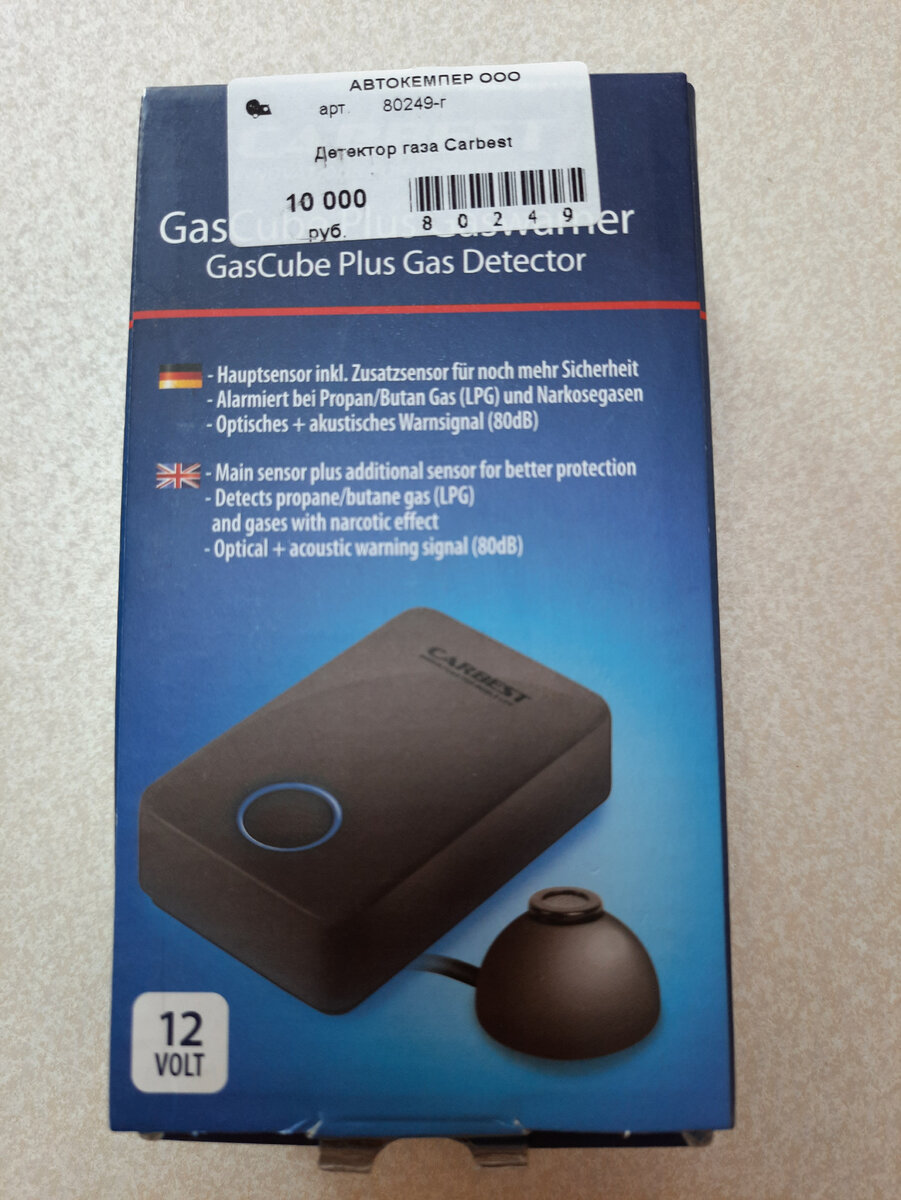 АВТОКЕМПЕР ООО
арт. 80249-г
Детектор газа Carbest
10 000
руб.
8 0 2 4 9
GasCube Plus Gaswarner
GasCube Plus Gas Detector
- Hauptsensor inkl. Zusatzsensor für noch mehr Sicherheit
- Alarmiert bei Propan/Butan Gas (LPG) und Narkosegasen
- Optisches + akustisches Warnsignal (80dB)
- Main sensor plus additional sensor for better protection
- Detects propane/butane gas (LPG)
and gases with narcotic effect
- Optical + acoustic warning signal (80dB)
CARBEST
12
VOLT